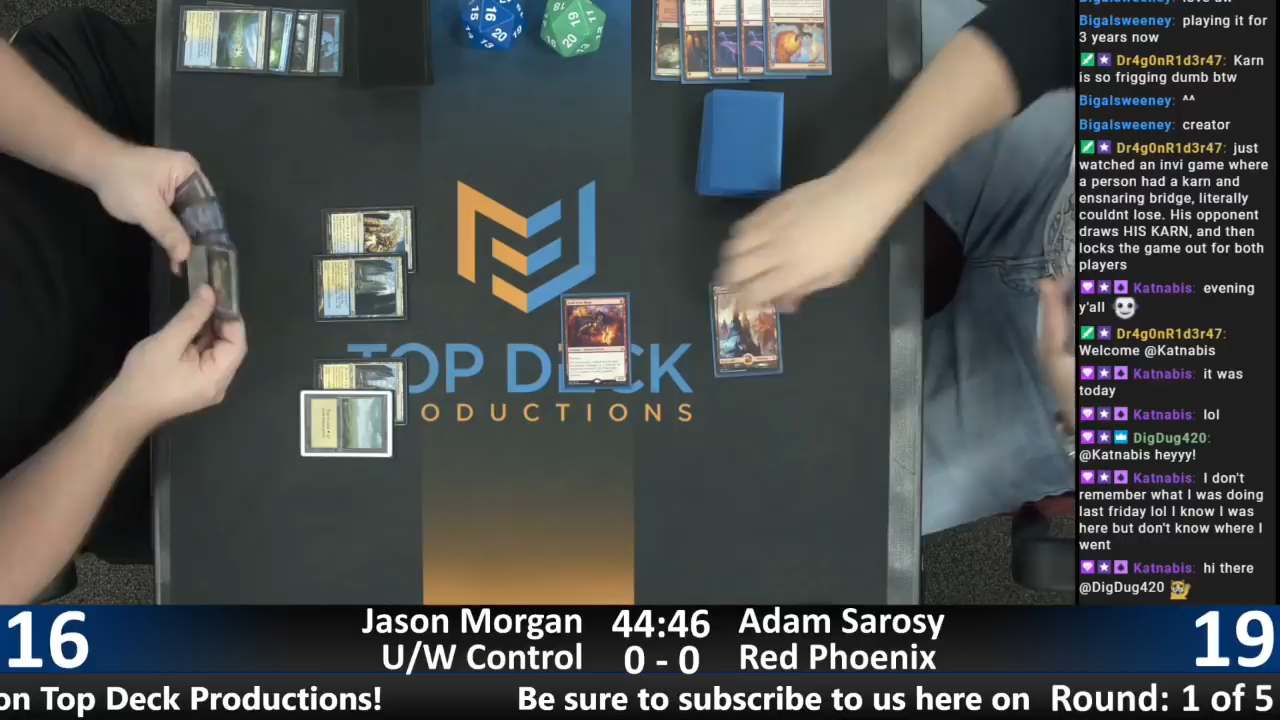 Bigalsweeney: playing it for
3 years now
Dr4g0nR1d3r47: Karn
is so frigging dumb btw
Bigalsweeney: ^^
Bigalsweeney: creator
Dr4g0nR1d3r47: just
watched an invi game where
a person had a karn and
ensnaring bridge, literally
couldnt lose. His opponent
draws HIS KARN, and then
locks the game out for both
players
Katnabis: evening
y'all
Dr4g0nR1d3r47:
Welcome @Katnabis
Katnabis: it was
today
Katnabis: lol
DigDug420:
@Katnabis heyyy!
Katnabis: I don't
remember what I was doing
last friday lol I know I was
here but don't know where I
went
Katnabis: hi there
@DigDug420
15 16 13
19 20
TOP DECK
ODUCTIONS
16
Jason Morgan 44:46 Adam Sarosy
U/W Control 0 - 0 Red Phoenix
19
on Top Deck Productions! Be sure to subscribe to us here on Round: 1 of 5